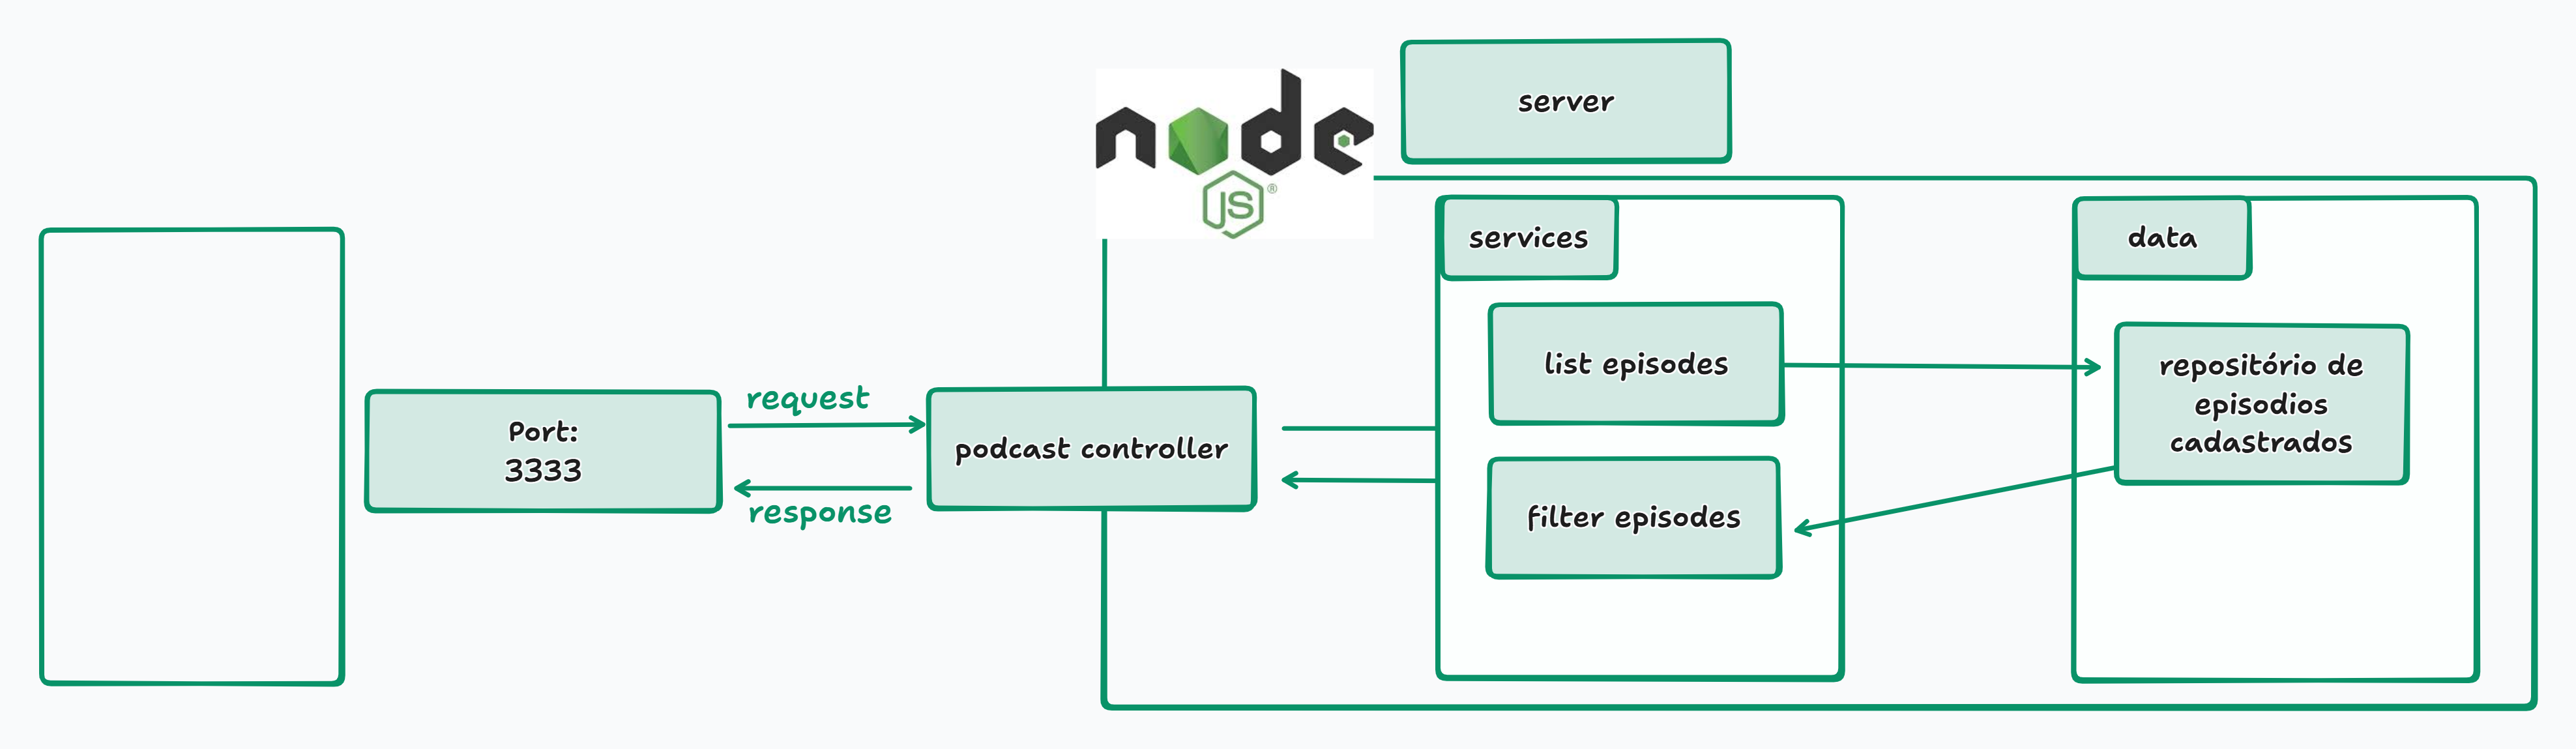 node
JS®
server
services
data
list episodes
repositório de
episodios
cadastrados
request
Port:
3333
podcast controller
response
filter episodes